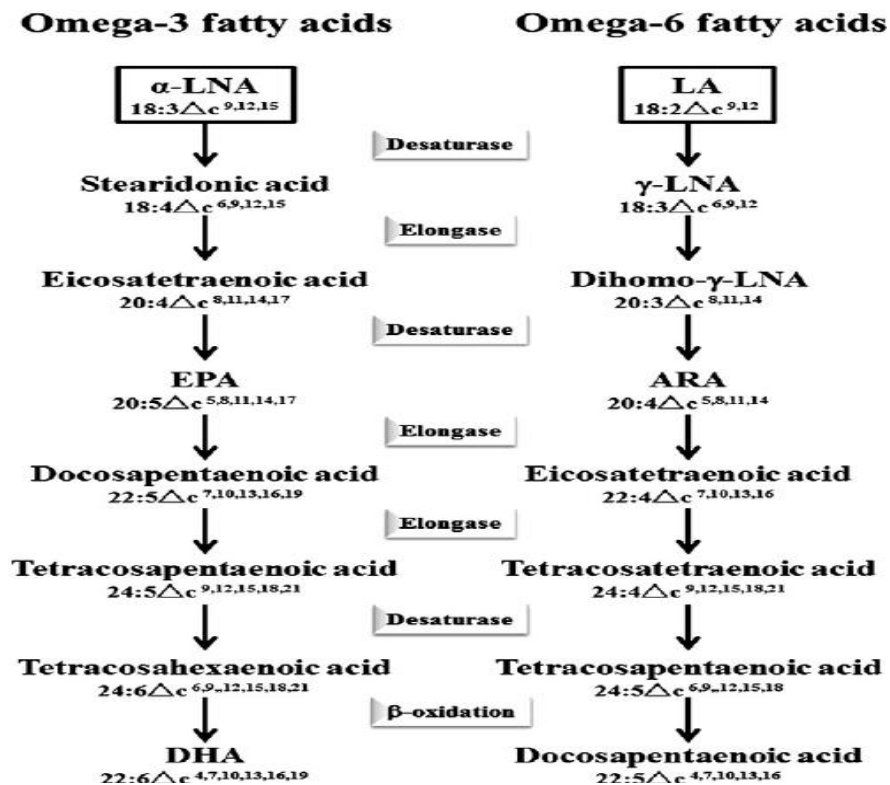 Omega-3 fatty acids
Omega-6 fatty acids
α-LNA
18:3△c 9,12,15
LA
18:2△c 9,12
Desaturase
Stearidonic acid
18:4△c 6,9,12,15
γ-LNA
18:3△c 6,9,12
Elongase
Eicosatetraenoic acid
20:4△c 8,11,14,17
Dihomo-γ-LNA
20:3△c 8,11,14
Desaturase
EPA
20:5△c 5,8,11,14,17
ARA
20:4△c 5,8,11,14
Elongase
Docosapentaenoic acid
22:5△c 7,10,13,16,19
Eicosatetraenoic acid
22:4△c 7,10,13,16
Elongase
Tetracosapentaenoic acid
24:5△c 9,12,15,18,21
Tetracosatetraenoic acid
24:4△c 9,12,15,18,21
Desaturase
Tetracosahexaenoic acid
24:6△c 6,9,,12,15,18,21
Tetracosapentaenoic acid
24:5△c 6,9,,12,15,18
β-oxidation
DHA
22:6△c 4,7,10,13,16,19
Docosapentaenoic acid
22:5△c 4,7,10,13,16